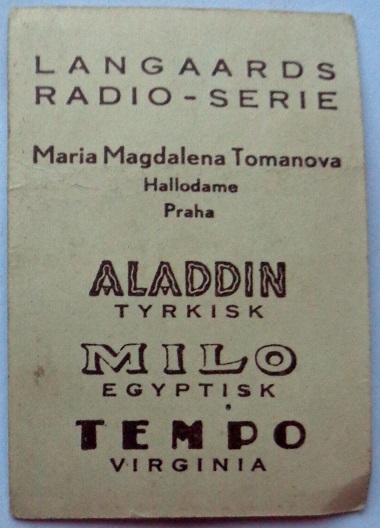 LANGAARDS
RADIO-SERIE
Maria Magdalena Tomanova
Hallodame
Praha
ALADDIN
TYRKISK
MILO
EGYPTISK
TEMPO
VIRGINIA